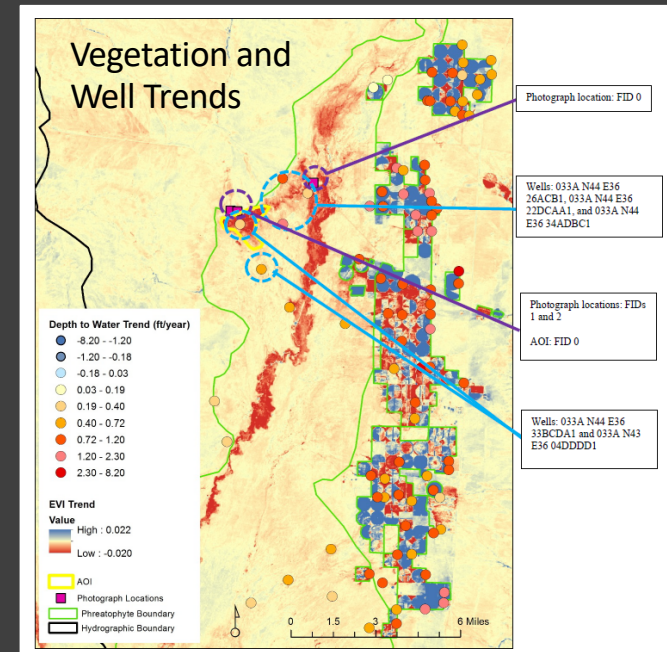 Vegetation and
Well Trends
Photograph location: FID 0
Wells: 033A N44 E36
26ACB1, 033A N44 E36
22DCAA1, and 033A N44
E36 34ADBC1
Photograph locations: FIDs
1 and 2
AOI: FID 0
Wells: 033A N44 E36
33BCDA1 and 033A N43
E36 04DDDD1
Depth to Water Trend (ft/year)
-8.20 - -1.20
-1.20 - -0.18
-0.18 - 0.03
0.03 - 0.19
0.19 - 0.40
0.40 - 0.72
0.72 - 1.20
1.20 - 2.30
2.30 - 8.20
EVI Trend
Value
High : 0.022
Low : -0.020
AOI
Photograph Locations
Phreatophyte Boundary
Hydrographic Boundary
0 1.5 3 6 Miles